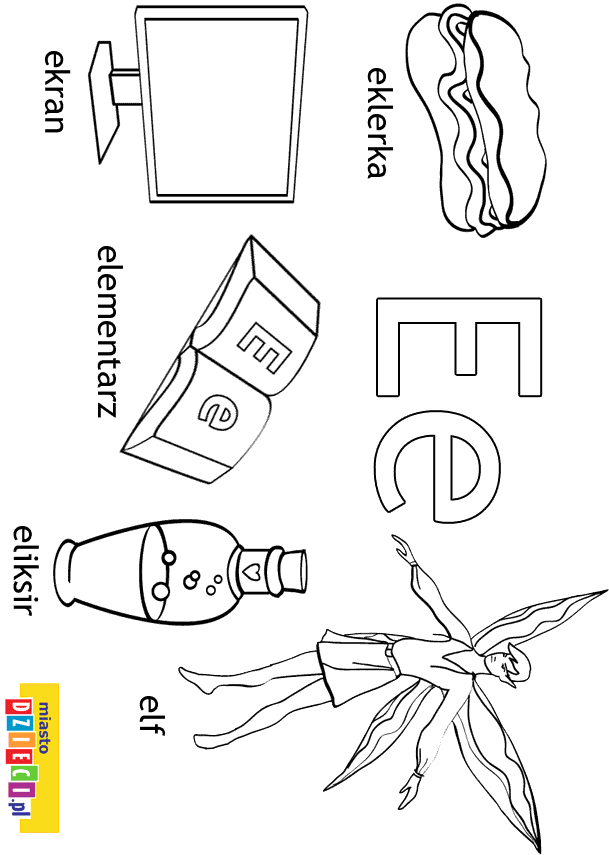 eklerka
E e
elf
ekran
E e
elementarz
eliksir
miasto
DZIECI.pl